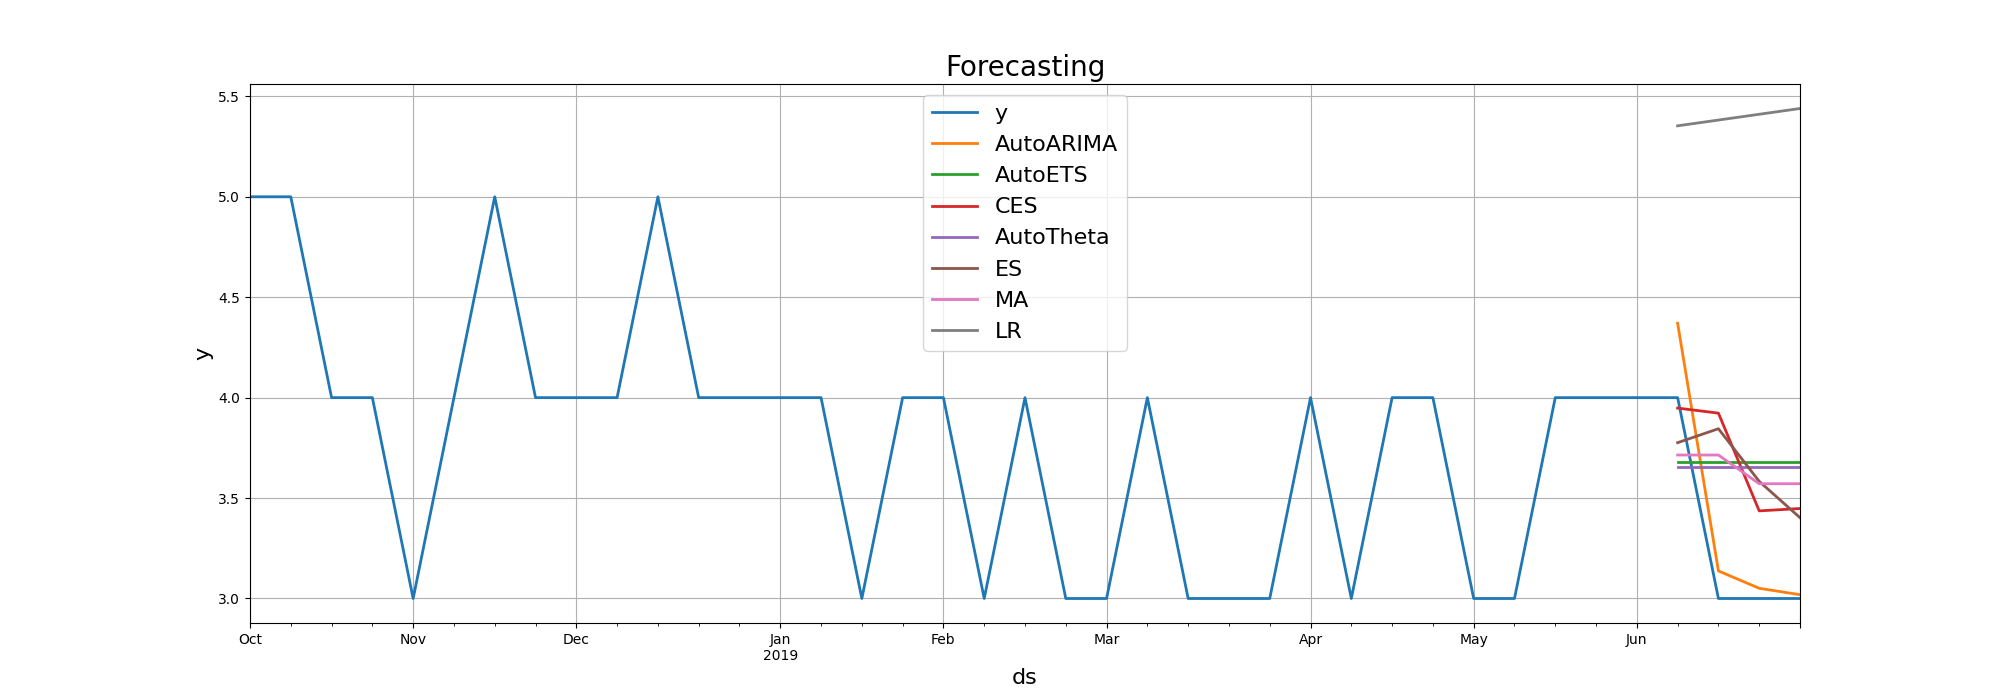 Forecasting
5.5
5.0
4.5
4.0
3.5
3.0
y
y
AutoARIMA
AutoETS
CES
AutoTheta
ES
MA
LR
Oct Nov Dec Jan Feb Mar Apr May Jun
2019
ds